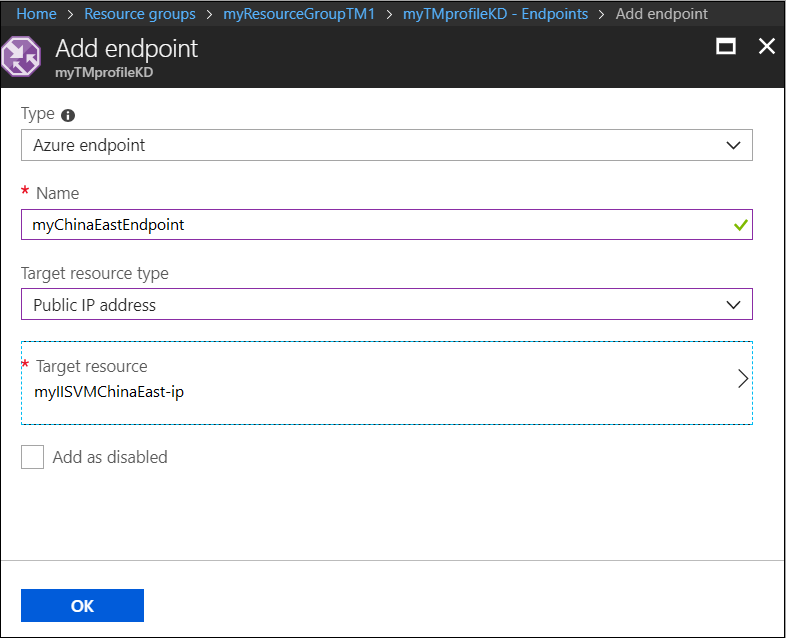 Home > Resource groups > myResourceGroupTM1 > myTMprofileKD - Endpoints > Add endpoint
Add endpoint
myTMprofileKD
Type
Azure endpoint
* Name
myChinaEastEndpoint
Target resource type
Public IP address
* Target resource
myIISVMChinaEast-ip
Add as disabled
OK